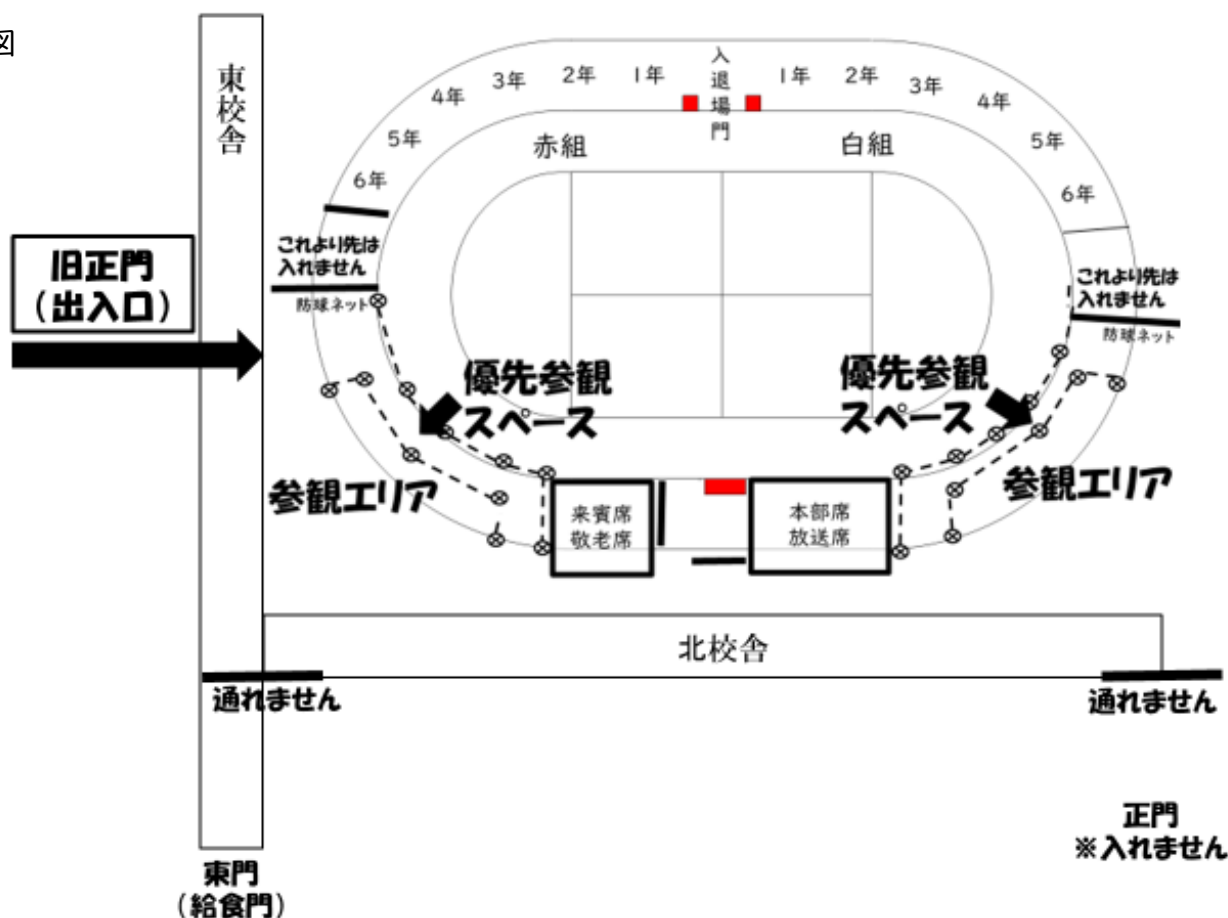 図
東校舎
入退場門
4年 3年 2年 1年 1年 2年 3年 4年
5年 5年
6年 6年
赤組 白組
これより先は
入れません
防球ネット
これより先は
入れません
防球ネット
旧正門
(出入口)
優先参観
スペース
優先参観
スペース
参観エリア
参観エリア
来賓席
敬老席
本部席
放送席
北校舎
通れません
通れません
正門
※入れません
東門
(給食門)